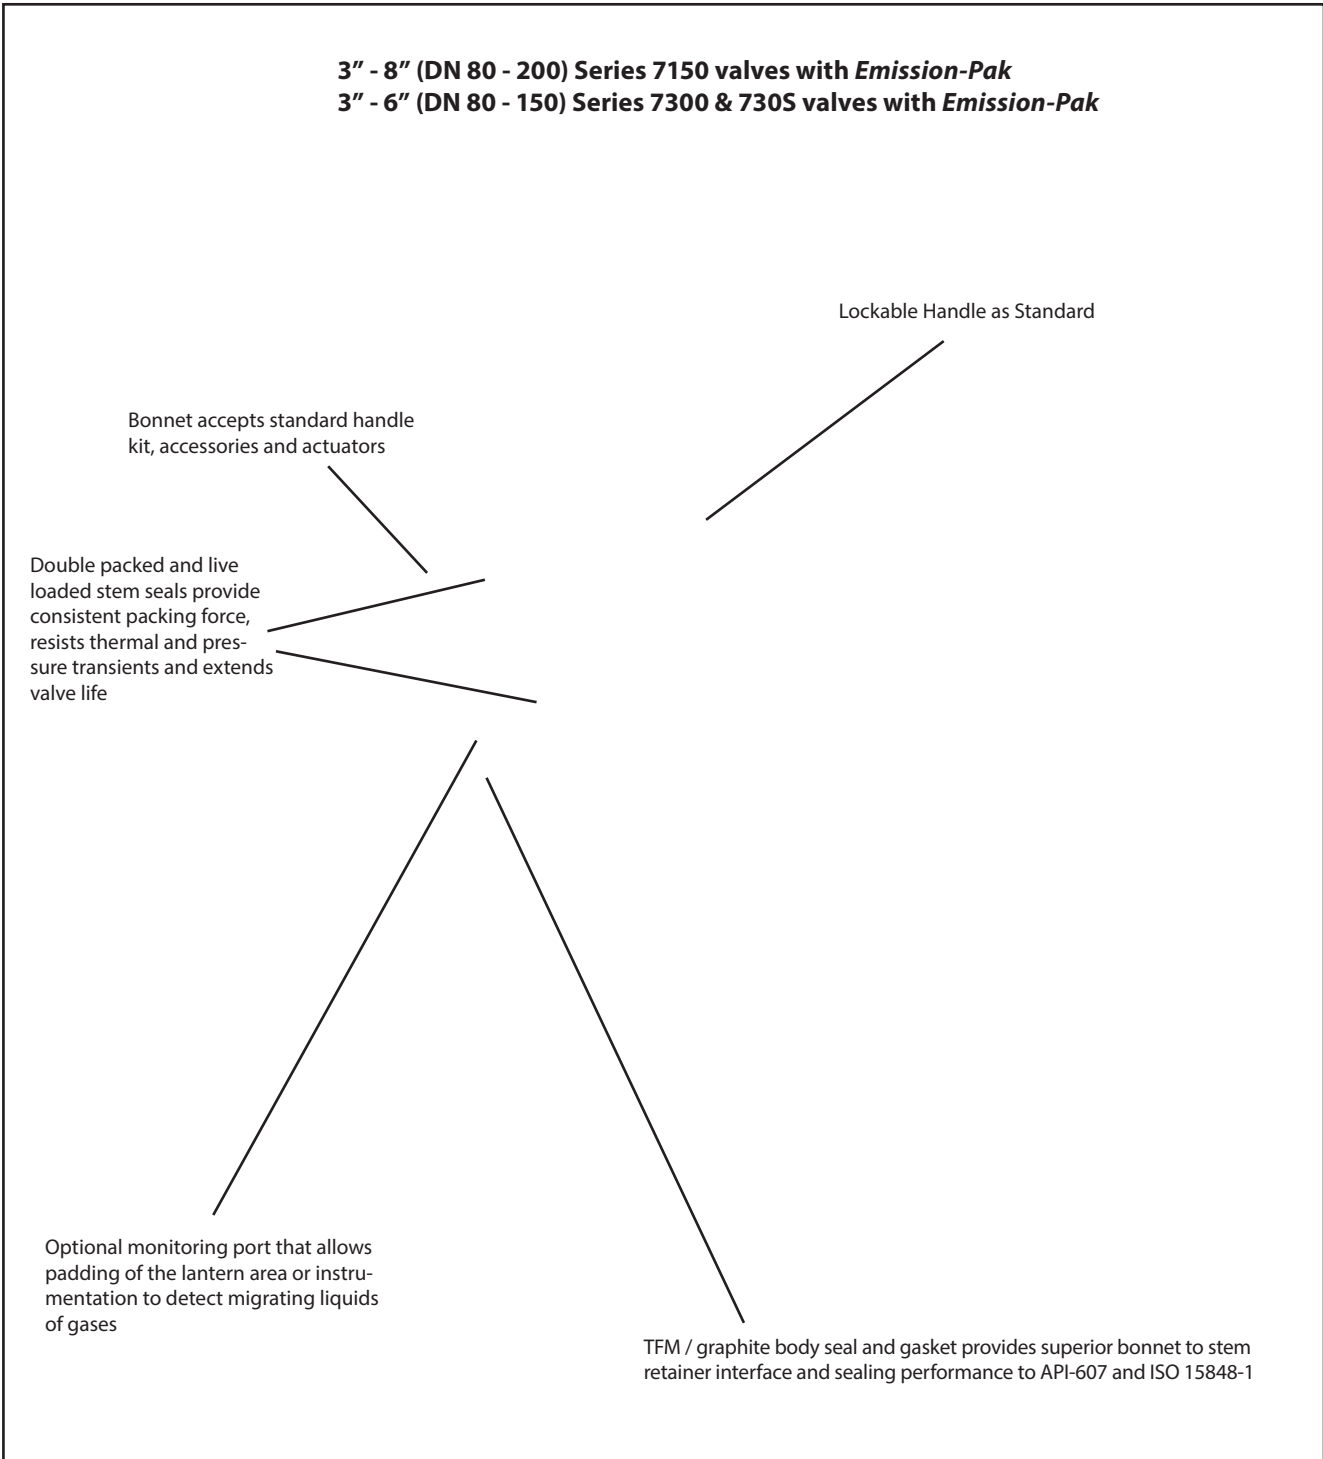 3” - 8” (DN 80 - 200) Series 7150 valves with Emission-Pak
3” - 6” (DN 80 - 150) Series 7300 & 730S valves with Emission-Pak
Lockable Handle as Standard
Bonnet accepts standard handle
kit, accessories and actuators
Double packed and live
loaded stem seals provide
consistent packing force,
resists thermal and pres-
sure transients and extends
valve life
Optional monitoring port that allows
padding of the lantern area or instru-
mentation to detect migrating liquids
of gases
TFM / graphite body seal and gasket provides superior bonnet to stem
retainer interface and sealing performance to API-607 and ISO 15848-1